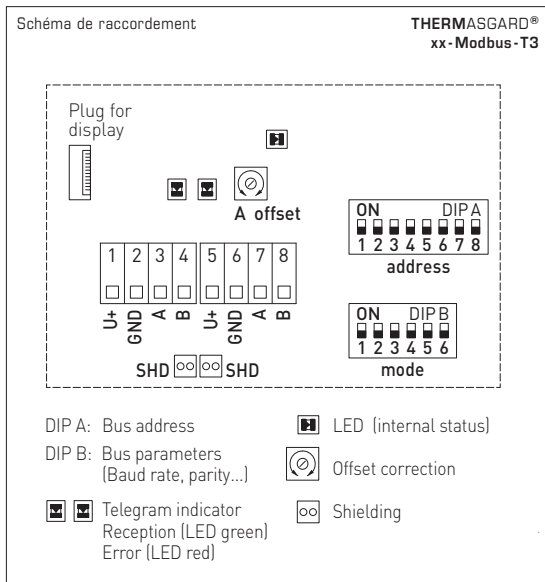 Schéma de raccordement
THERMASGARD®
xx-Modbus-T3
Plug for
display
A offset
ON DIP A
1 2 3 4 5 6 7 8
address
1 2 3 4 5 6 7 8
U+ GND A B U+ GND A B
ON DIP B
1 2 3 4 5 6
mode
SHD SHD
DIP A: Bus address
DIP B: Bus parameters
(Baud rate, parity...)
Telegram indicator
Reception (LED green)
Error (LED red)
LED (internal status)
Offset correction
Shielding